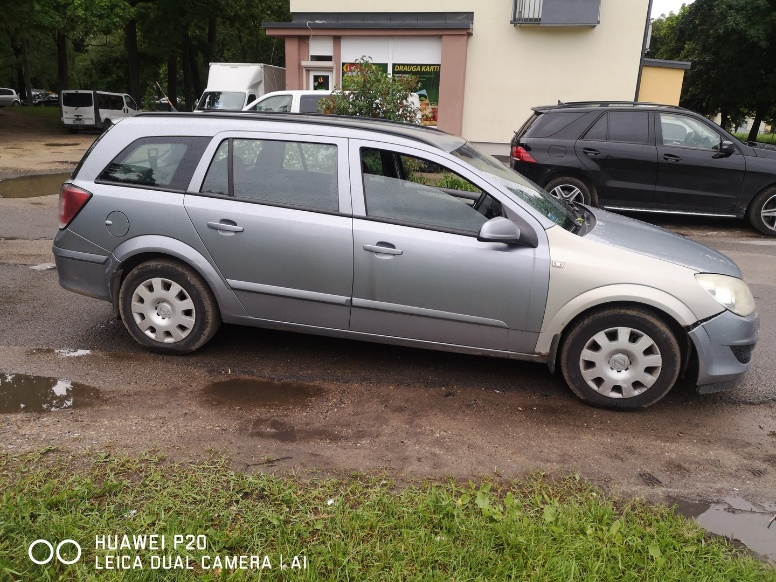 DRAUGA KARTI
HUAWEI P20
LEICA DUAL CAMERA | AI